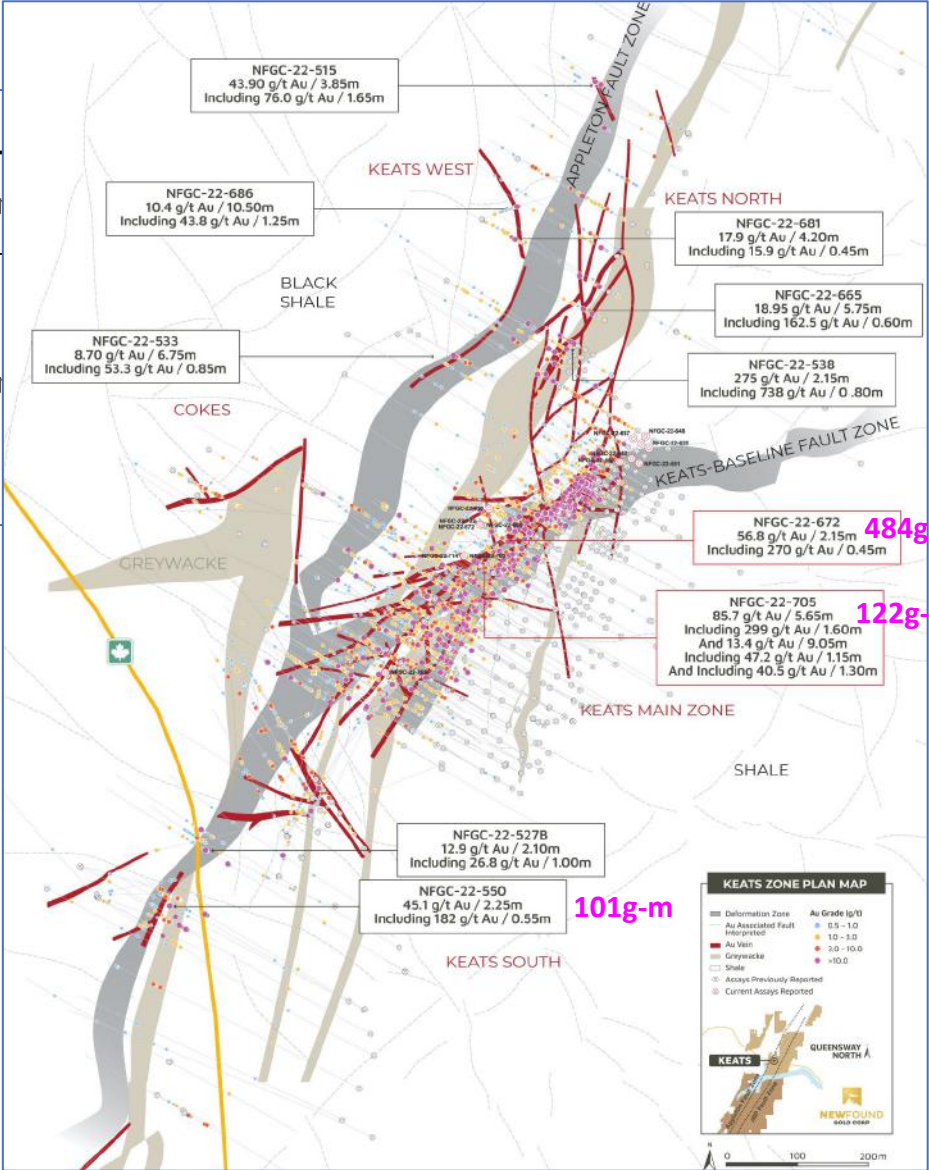 APPLETON FAULT ZONE
NFGC-22-515
43.90 g/t Au / 3.85m
Including 76.0 g/t Au / 1.65m
KEATS WEST
NFGC-22-686
10.4 g/t Au / 10.50m
Including 43.8 g/t Au / 1.25m
KEATS NORTH
NFGC-22-681
17.9 g/t Au / 4.20m
Including 15.9 g/t Au / 0.45m
BLACK
SHALE
NFGC-22-665
18.95 g/t Au / 5.75m
Including 162.5 g/t Au / 0.60m
NFGC-22-533
8.70 g/t Au / 6.75m
Including 53.3 g/t Au / 0.85m
NFGC-22-538
275 g/t Au / 2.15m
Including 738 g/t Au / 0 .80m
COKES
KEATS-BASELINE FAULT ZONE
NFGC-22-672
56.8 g/t Au / 2.15m
Including 270 g/t Au / 0.45m
484g
GREYWACKE
NFGC-22-705
85.7 g/t Au / 5.65m
Including 299 g/t Au / 1.60m
And 13.4 g/t Au / 9.05m
Including 47.2 g/t Au / 1.15m
And Including 40.5 g/t Au / 1.30m
122g-
KEATS MAIN ZONE
SHALE
NFGC-22-527B
12.9 g/t Au / 2.10m
Including 26.8 g/t Au / 1.00m
NFGC-22-550
45.1 g/t Au / 2.25m
Including 182 g/t Au / 0.55m
101g-m
KEATS SOUTH
KEATS ZONE PLAN MAP
Deformation Zone
Au Associated Fault
Interpreted
Au Vein
Greywacke
Shale
Assays Previously Reported
Current Assays Reported
Au Grade (g/t)
0.5 - 1.0
1.0 - 3.0
3.0 - 10.0
>10.0
QUEENSWAY
NORTH
KEATS
NEWFOUND
GOLD CORP
N
0 100 200m